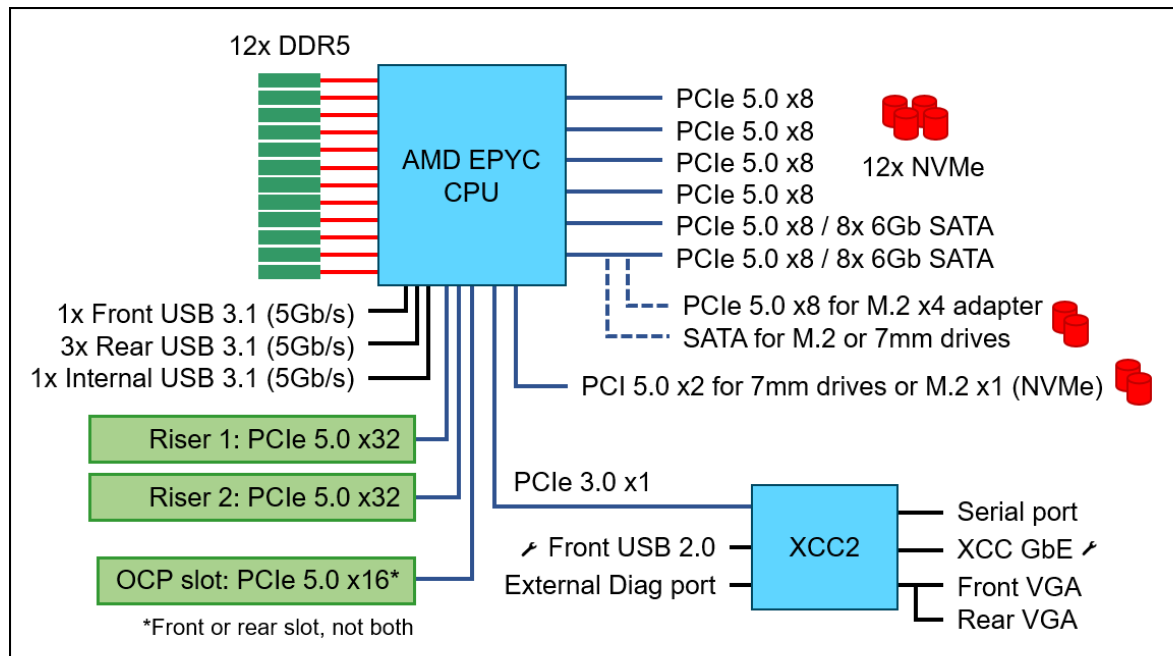 12x DDR5
AMD EPYC
CPU
PCIe 5.0 x8
PCIe 5.0 x8
PCIe 5.0 x8
PCIe 5.0 x8
PCIe 5.0 x8 / 8x 6Gb SATA
PCIe 5.0 x8 / 8x 6Gb SATA
12x NVMe
PCIe 5.0 x8 for M.2 x4 adapter
SATA for M.2 or 7mm drives
PCI 5.0 x2 for 7mm drives or M.2 x1 (NVMe)
1x Front USB 3.1 (5Gb/s)
3x Rear USB 3.1 (5Gb/s)
1x Internal USB 3.1 (5Gb/s)
Riser 1: PCIe 5.0 x32
Riser 2: PCIe 5.0 x32
OCP slot: PCIe 5.0 x16*
*Front or rear slot, not both
PCIe 3.0 x1
Front USB 2.0
External Diag port
XCC2
Serial port
XCC GbE
Front VGA
Rear VGA